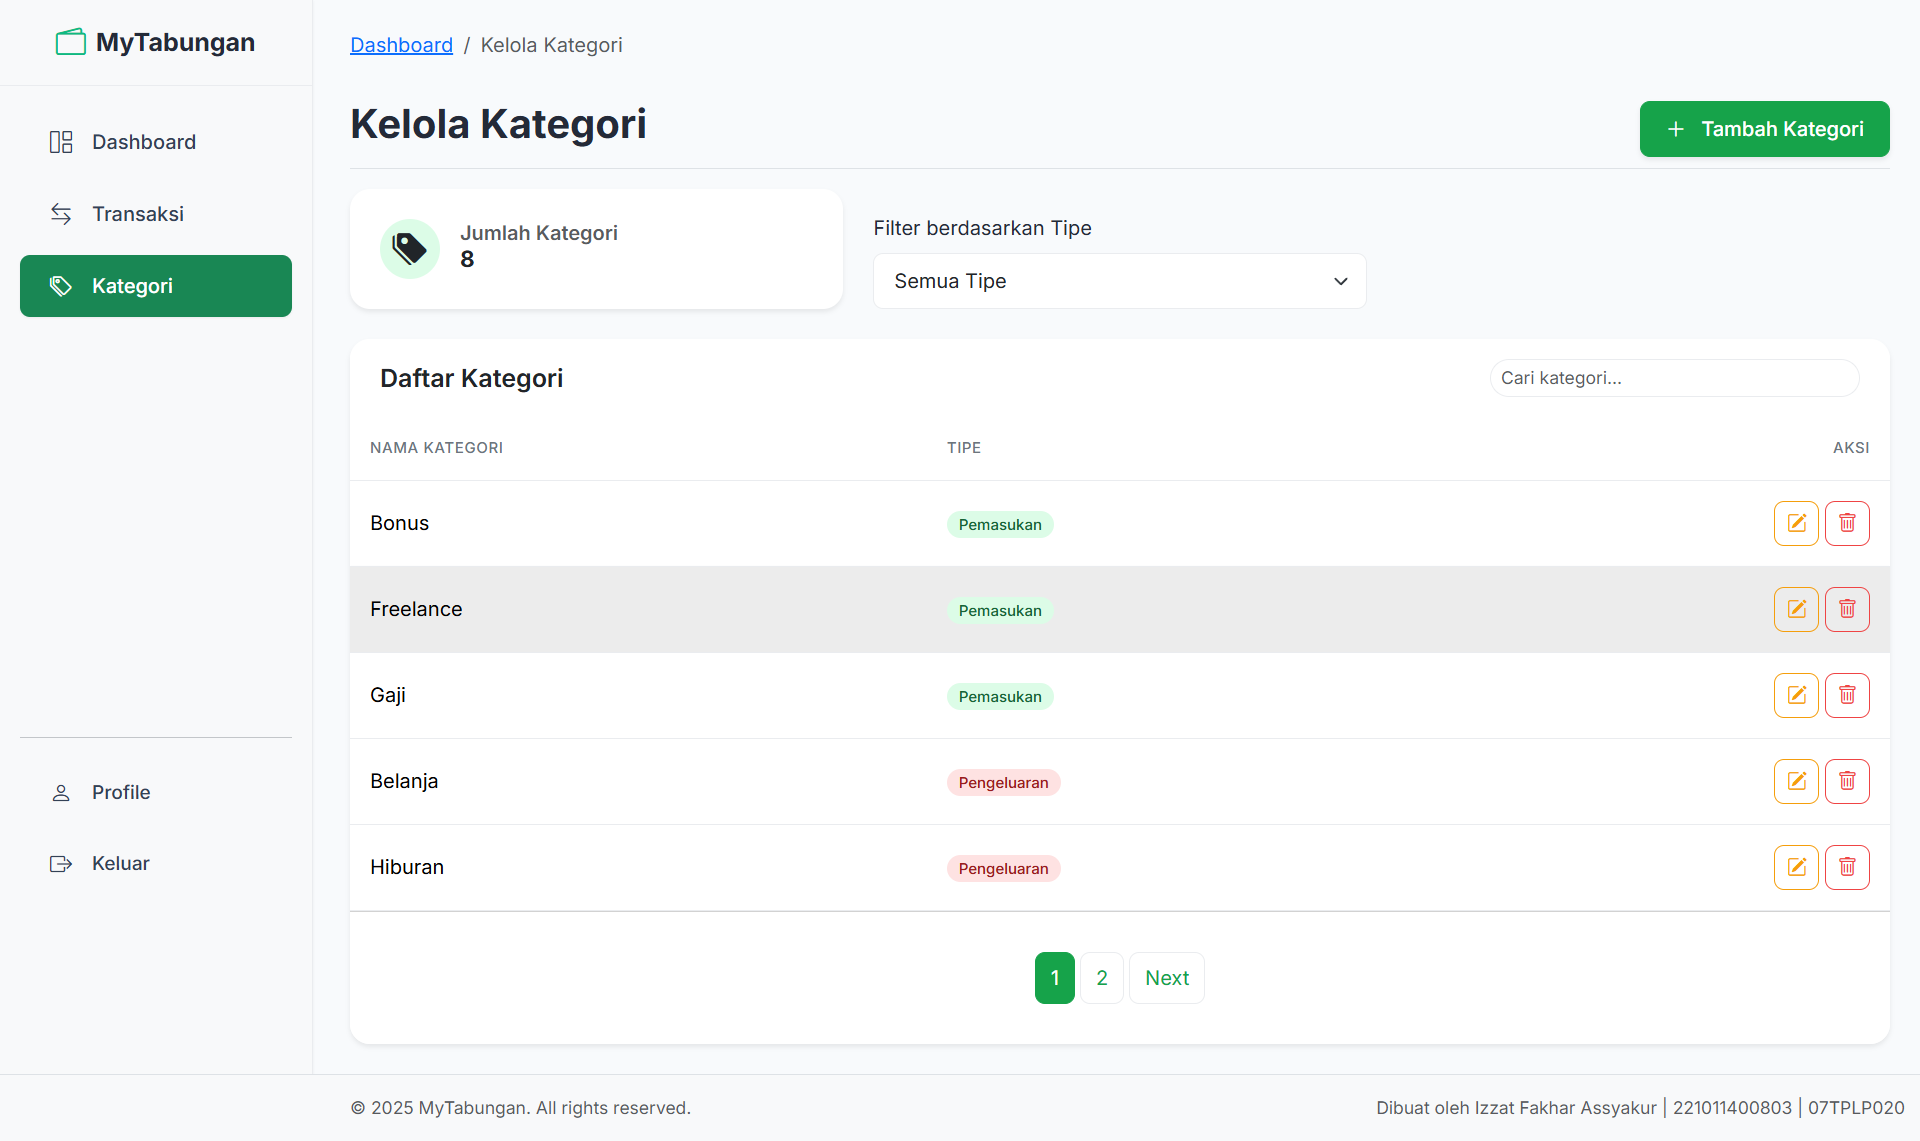 MyTabungan
Dashboard
Transaksi
Kategori
Profile
Keluar
Dashboard / Kelola Kategori
Kelola Kategori
+ Tambah Kategori
Jumlah Kategori
8
Filter berdasarkan Tipe
Semua Tipe
Daftar Kategori
Cari kategori...
NAMA KATEGORI TIPE AKSI
Bonus Pemasukan
Freelance Pemasukan
Gaji Pemasukan
Belanja Pengeluaran
Hiburan Pengeluaran
1 2 Next
© 2025 MyTabungan. All rights reserved.
Dibuat oleh Izzat Fakhar Assyakur | 221011400803 | 07TPLP020